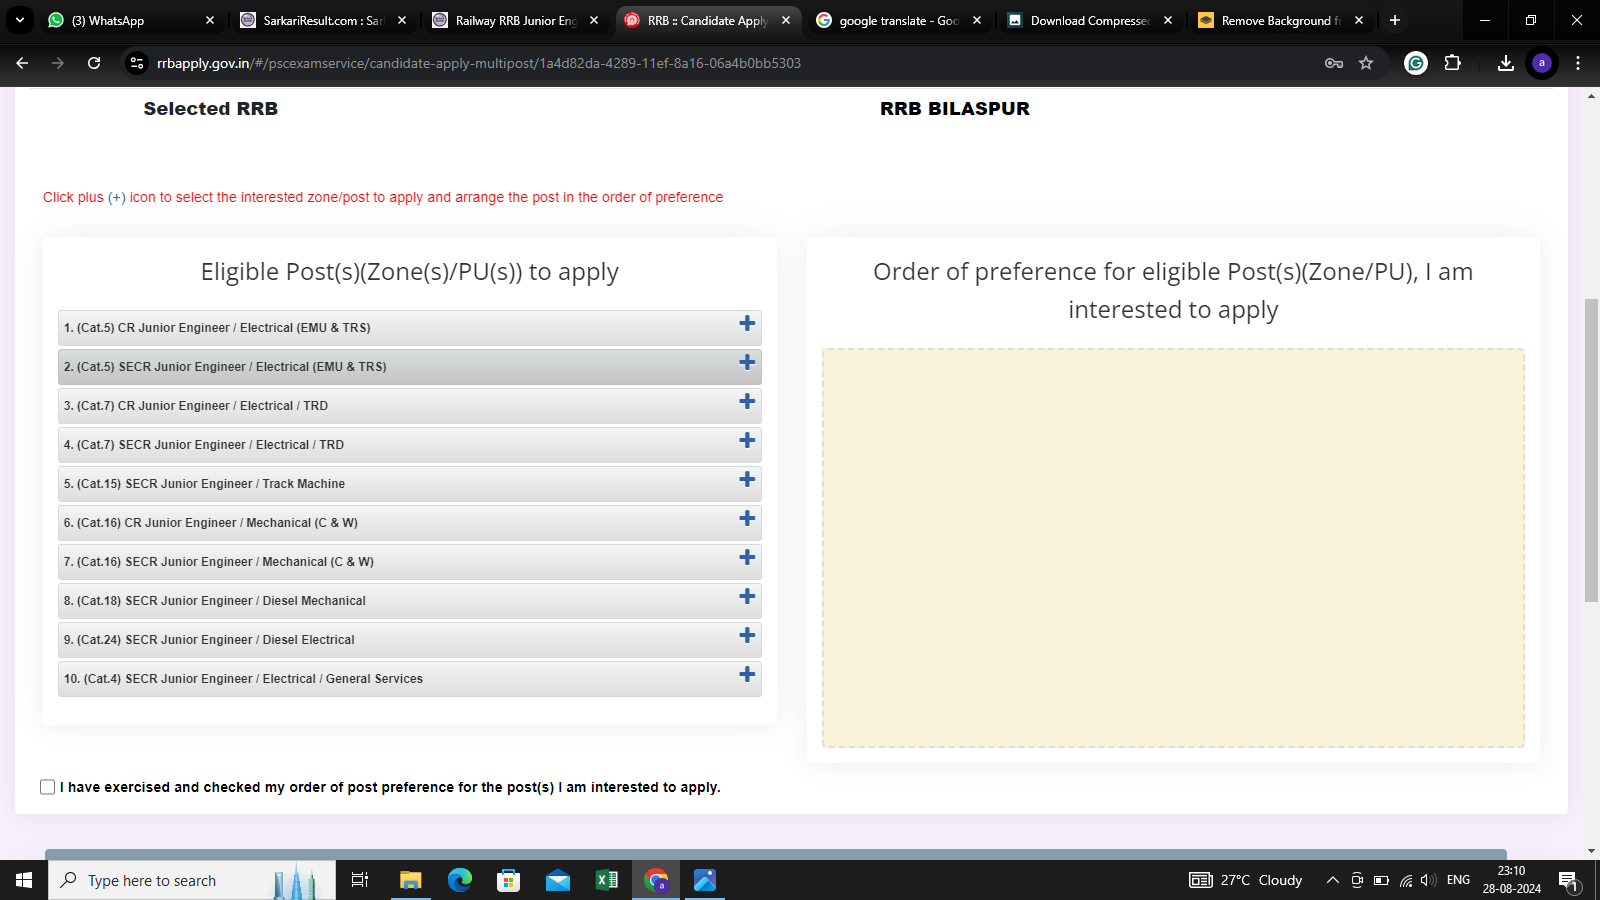 (3) WhatsApp
SarkariResult.com : Sar
Railway RRB Junior Eng
RRB :: Candidate Apply
google translate - Goo
Download Compresse
Remove Background f
rrbapply.gov.in/#/pscexamservice/candidate-apply-multipost/1a4d82da-4289-11ef-8a16-06a4b0bb5303
a
Selected RRB
RRB BILASPUR
Click plus (+) icon to select the interested zone/post to apply and arrange the post in the order of preference
Eligible Post(s)(Zone(s)/PU(s)) to apply
1. (Cat.5) CR Junior Engineer / Electrical (EMU & TRS)
2. (Cat.5) SECR Junior Engineer / Electrical (EMU & TRS)
3. (Cat.7) CR Junior Engineer / Electrical / TRD
4. (Cat.7) SECR Junior Engineer / Electrical / TRD
5. (Cat.15) SECR Junior Engineer / Track Machine
6. (Cat.16) CR Junior Engineer / Mechanical (C & W)
7. (Cat.16) SECR Junior Engineer / Mechanical (C & W)
8. (Cat.18) SECR Junior Engineer / Diesel Mechanical
9. (Cat.24) SECR Junior Engineer / Diesel Electrical
10. (Cat.4) SECR Junior Engineer / Electrical / General Services
Order of preference for eligible Post(s)(Zone/PU), I am
interested to apply
I have exercised and checked my order of post preference for the post(s) I am interested to apply.
Type here to search
27°C Cloudy
ENG
23:10
28-08-2024
1